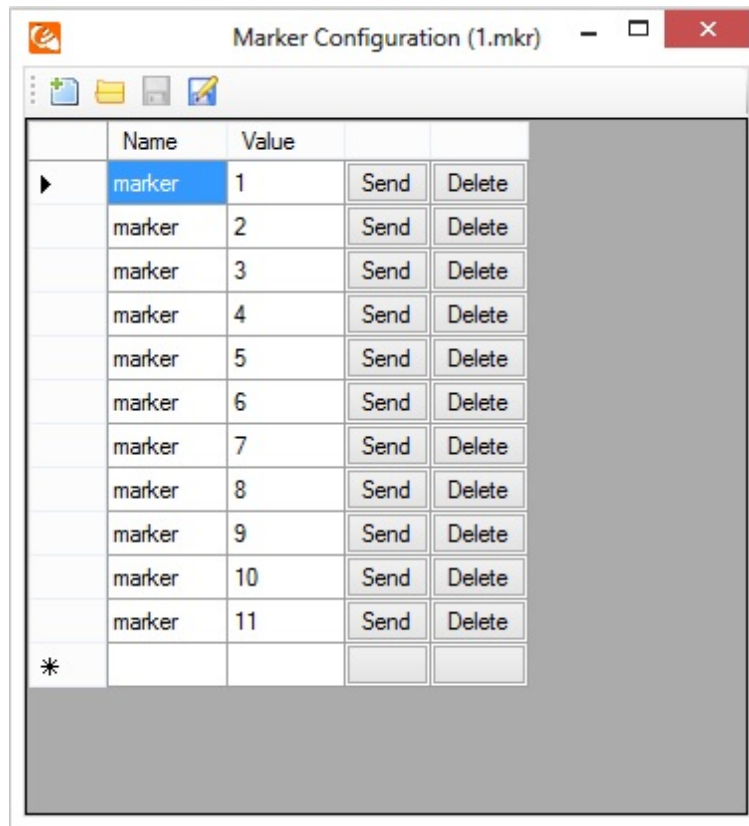 Marker Configuration (1.mkr)
Name Value
marker 1 Send Delete
marker 2 Send Delete
marker 3 Send Delete
marker 4 Send Delete
marker 5 Send Delete
marker 6 Send Delete
marker 7 Send Delete
marker 8 Send Delete
marker 9 Send Delete
marker 10 Send Delete
marker 11 Send Delete